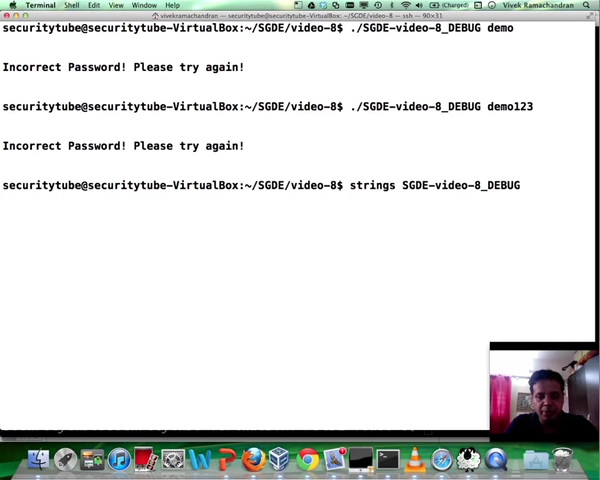 Terminal Shell Edit View Window Help (Charged) Vivek Ramachandran
vivekramachandran — securitytube@securitytube-VirtualBox: ~/SGDE/video-8 — ssh — 90×31
securitytube@securitytube-VirtualBox:~/SGDE/video-8$ ./SGDE-video-8_DEBUG demo
Incorrect Password! Please try again!
securitytube@securitytube-VirtualBox:~/SGDE/video-8$ ./SGDE-video-8_DEBUG demo123
Incorrect Password! Please try again!
securitytube@securitytube-VirtualBox:~/SGDE/video-8$ strings SGDE-video-8_DEBUG